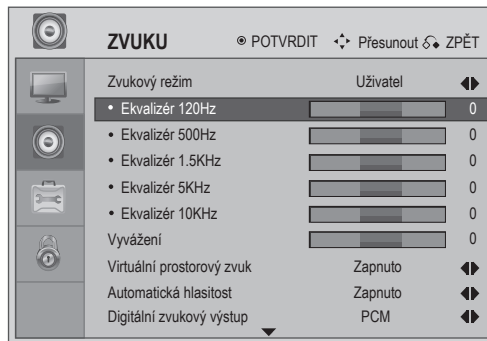 ZVUKU POTVRDIT Přesunout ZPĚT
Zvukový režim Uživatel
• Ekvalizér 120Hz 0
• Ekvalizér 500Hz 0
• Ekvalizér 1.5KHz 0
• Ekvalizér 5KHz 0
• Ekvalizér 10KHz 0
Vyvážení 0
Virtuální prostorový zvuk Zapnuto
Automatická hlasitost Zapnuto
Digitální zvukový výstup PCM